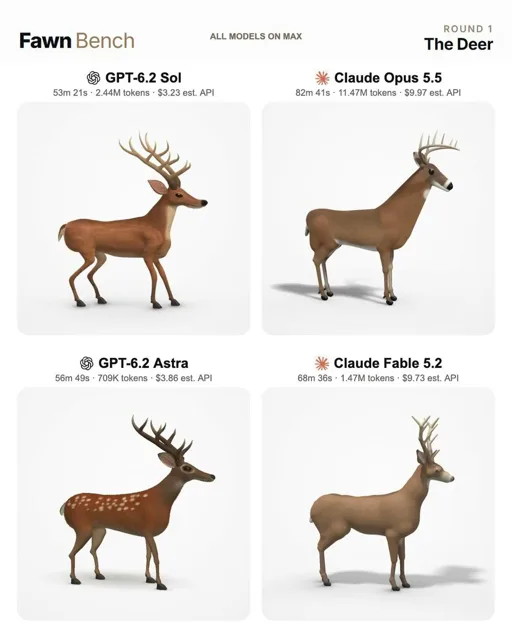 Fawn Bench
ALL MODELS ON MAX
ROUND 1
The Deer
GPT-6.2 Sol
53m 21s · 2.44M tokens · $3.23 est. API
Claude Opus 5.5
82m 41s · 11.47M tokens · $9.97 est. API
GPT-6.2 Astra
56m 49s · 709K tokens · $3.86 est. API
Claude Fable 5.2
68m 36s · 1.47M tokens · $9.73 est. API